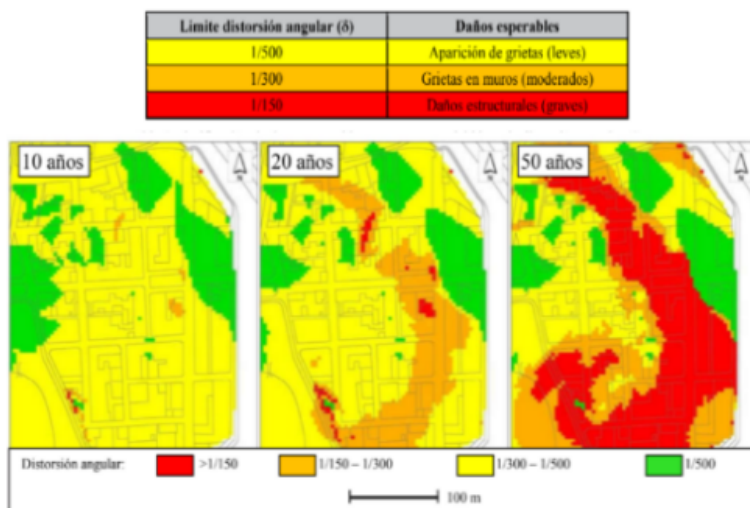 Límite distorsión angular (δ) Daños esperables
1/500 Aparición de grietas (leves)
1/300 Grietas en muros (moderados)
1/150 Daños estructurales (graves)
10 años 20 años 50 años
Distorsión angular: >1/150 1/150 – 1/300 1/300 – 1/500 1/500
100 m